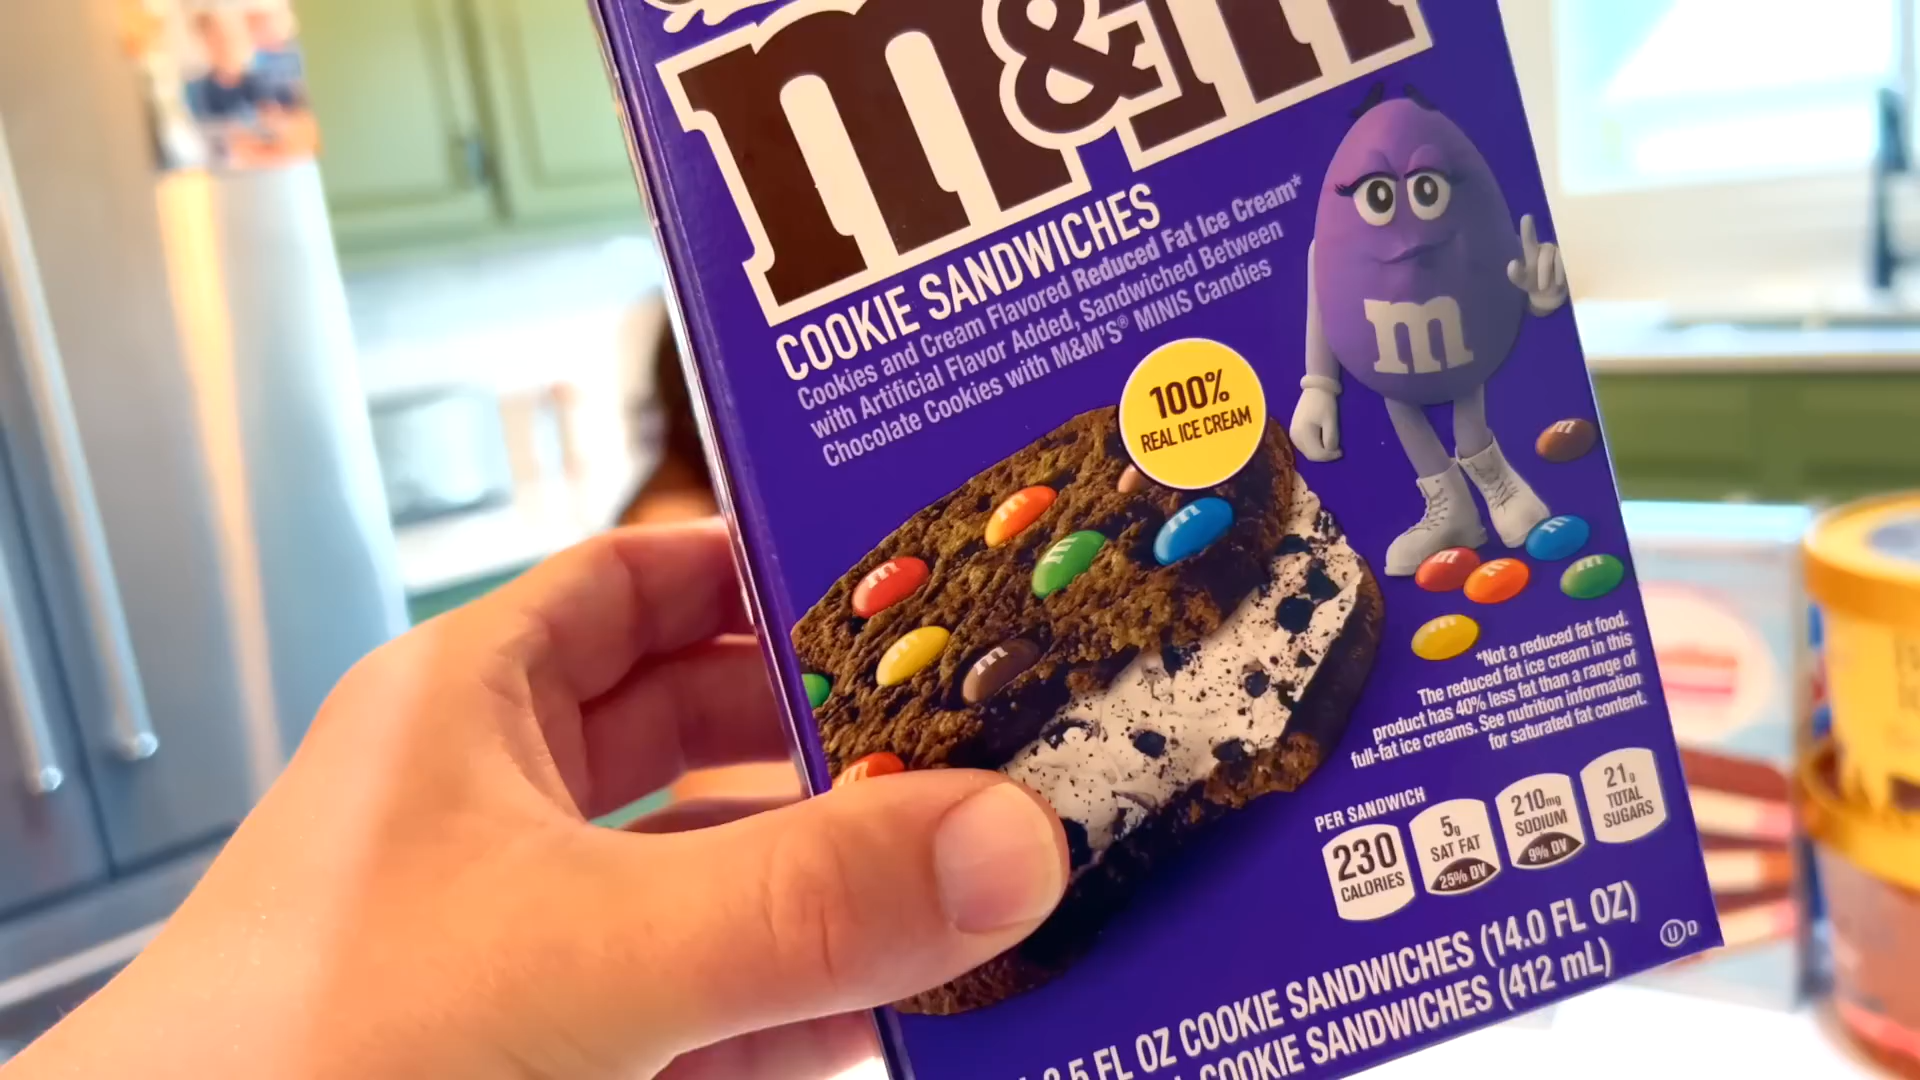 m&m
COOKIE SANDWICHES
Cookies and Cream Flavored Reduced Fat Ice Cream*
with Artificial Flavor Added, Sandwiched Between
Chocolate Cookies with M&M'S® MINIS Candies
100%
REAL ICE CREAM
m
*Not a reduced fat food.
The reduced fat ice cream in this
product has 40% less fat than a range of
full-fat ice creams. See nutrition information
for saturated fat content.
PER SANDWICH
230
CALORIES
5g
SAT FAT
25% DV
210mg
SODIUM
9% DV
21g
TOTAL
SUGARS
3.5 FL OZ COOKIE SANDWICHES (14.0 FL OZ)
COOKIE SANDWICHES (412 mL)
U D